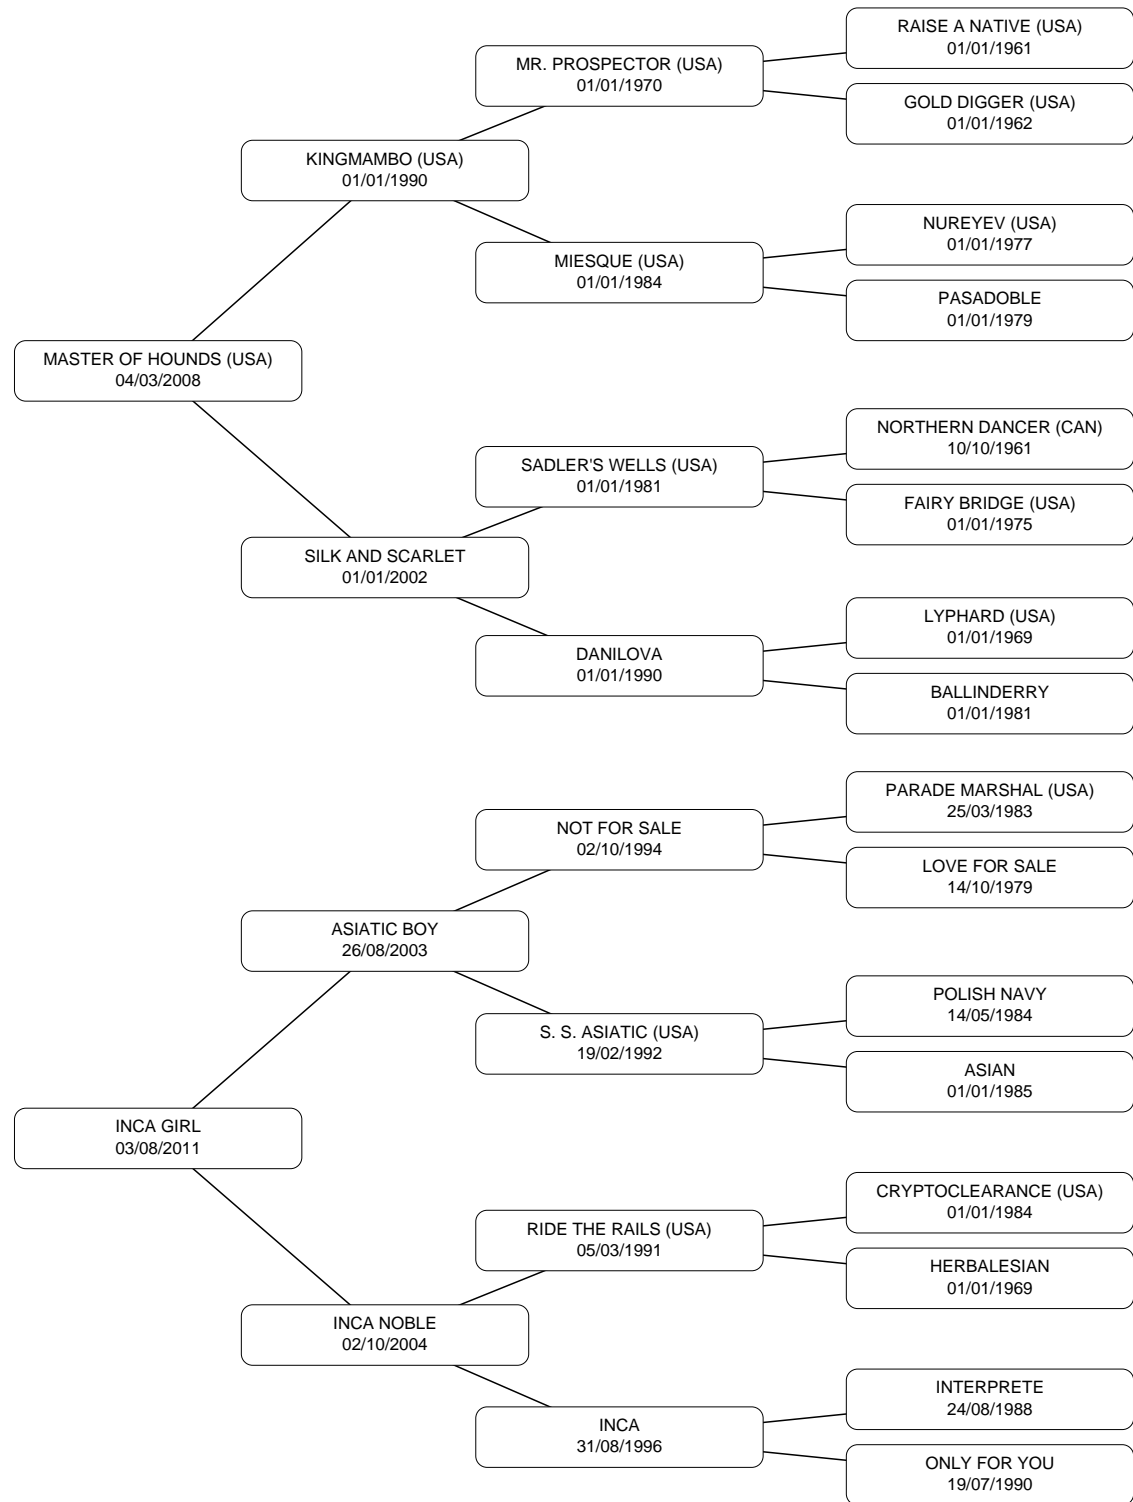 RAISE A NATIVE (USA)
01/01/1961
MR. PROSPECTOR (USA)
01/01/1970
GOLD DIGGER (USA)
01/01/1962
KINGMAMBO (USA)
01/01/1990
NUREYEV (USA)
01/01/1977
MIESQUE (USA)
01/01/1984
PASADOBLE
01/01/1979
MASTER OF HOUNDS (USA)
04/03/2008
NORTHERN DANCER (CAN)
10/10/1961
SADLER'S WELLS (USA)
01/01/1981
FAIRY BRIDGE (USA)
01/01/1975
SILK AND SCARLET
01/01/2002
LYPHARD (USA)
01/01/1969
DANILOVA
01/01/1990
BALLINDERRY
01/01/1981
PARADE MARSHAL (USA)
25/03/1983
NOT FOR SALE
02/10/1994
LOVE FOR SALE
14/10/1979
ASIATIC BOY
26/08/2003
POLISH NAVY
14/05/1984
S. S. ASIATIC (USA)
19/02/1992
ASIAN
01/01/1985
INCA GIRL
03/08/2011
CRYPTOCLEARANCE (USA)
01/01/1984
RIDE THE RAILS (USA)
05/03/1991
HERBALESIAN
01/01/1969
INCA NOBLE
02/10/2004
INTERPRETE
24/08/1988
INCA
31/08/1996
ONLY FOR YOU
19/07/1990